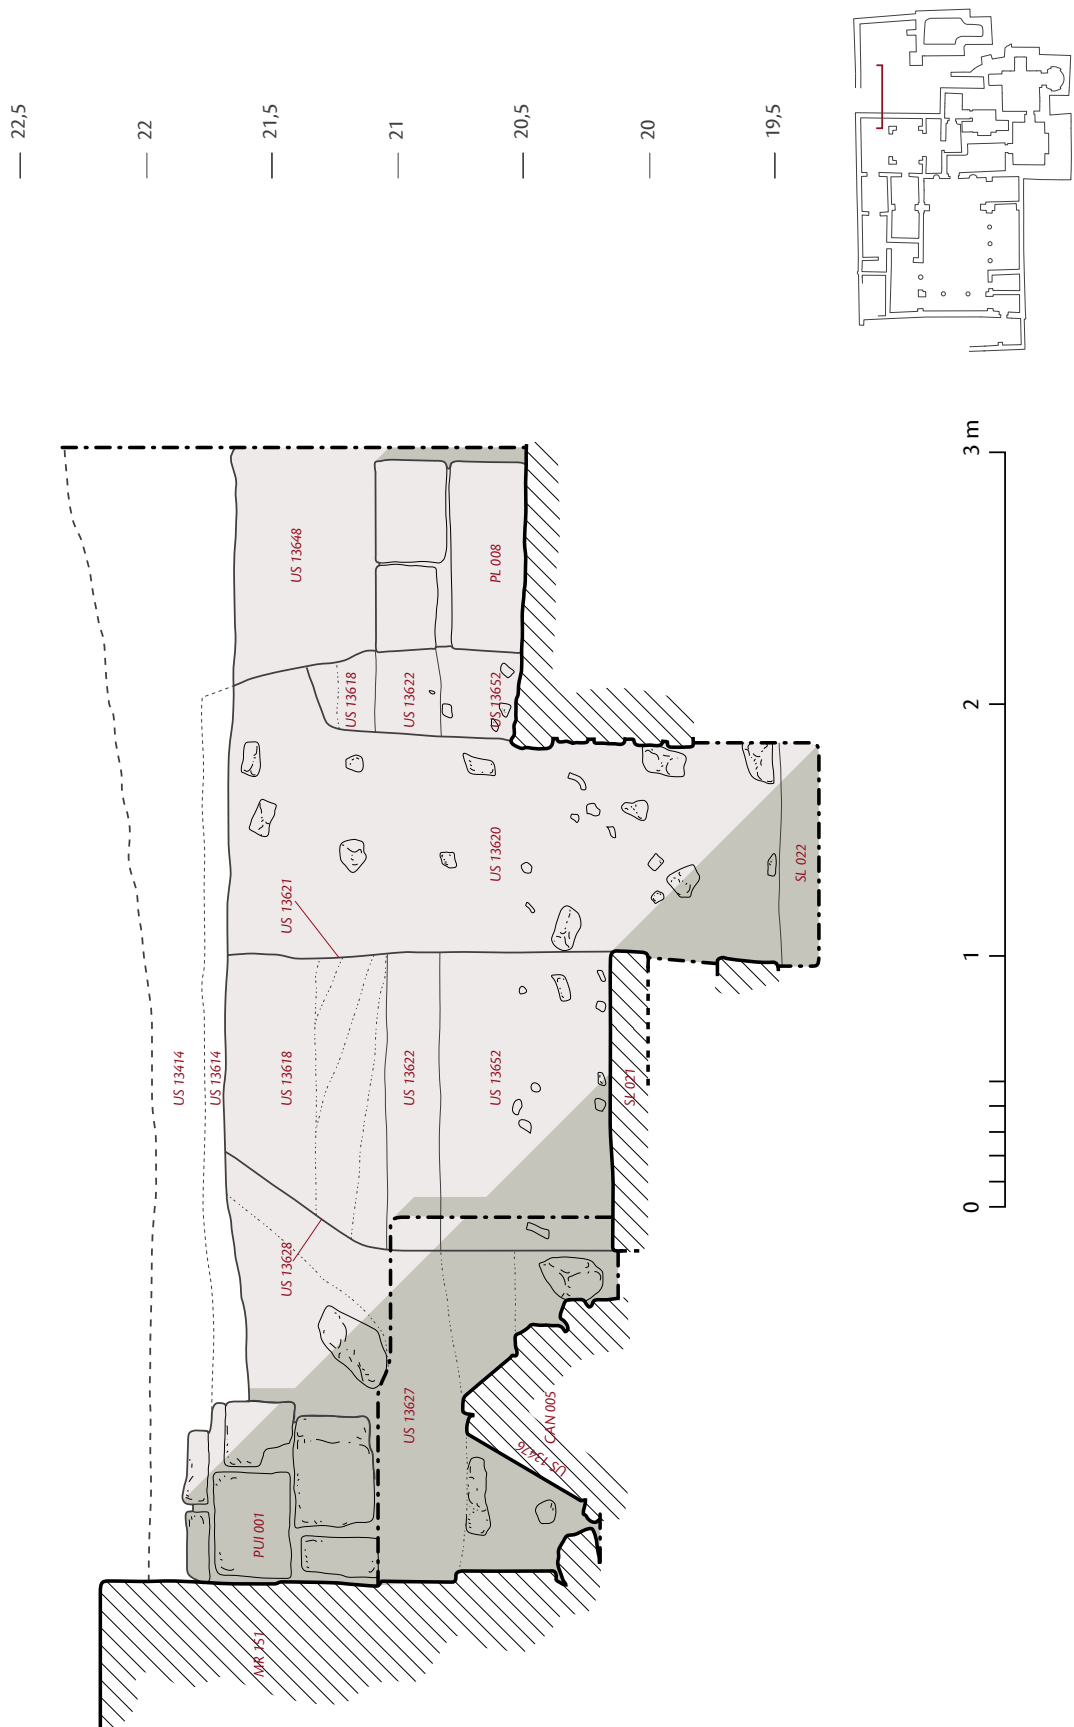 22,5
22
21,5
21
20,5
20
19,5
US 13648
PL 008
US 13618
US 13622
US 13652
US 13621
US 13620
SL 022
US 13414
US 13614
US 13618
US 13622
US 13652
SL 021
US 13628
US 13627
CAN 005
US 13476
PUI 001
MR 151
0
1
2
3 m